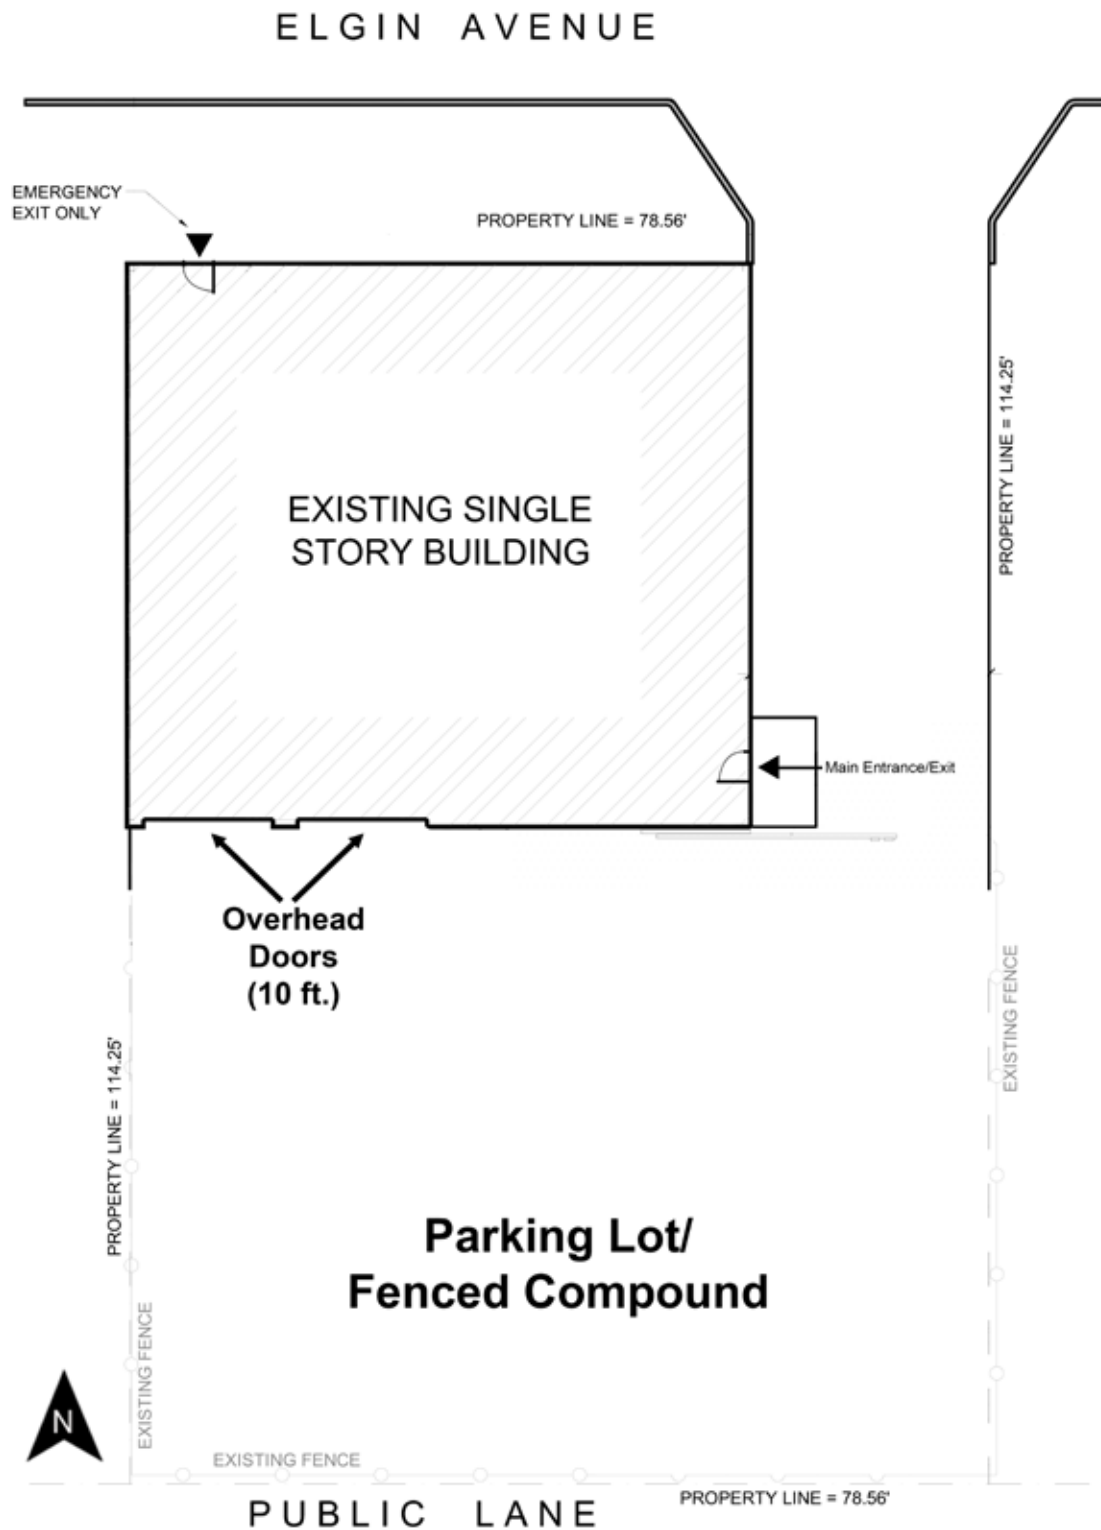 ELGIN AVENUE
EMERGENCY
EXIT ONLY
PROPERTY LINE = 78.56'
PROPERTY LINE = 114.25'
EXISTING SINGLE
STORY BUILDING
Main Entrance/Exit
Overhead
Doors
(10 ft.)
EXISTING FENCE
PROPERTY LINE = 114.25'
Parking Lot/
Fenced Compound
EXISTING FENCE
N
EXISTING FENCE
PUBLIC LANE
PROPERTY LINE = 78.56'